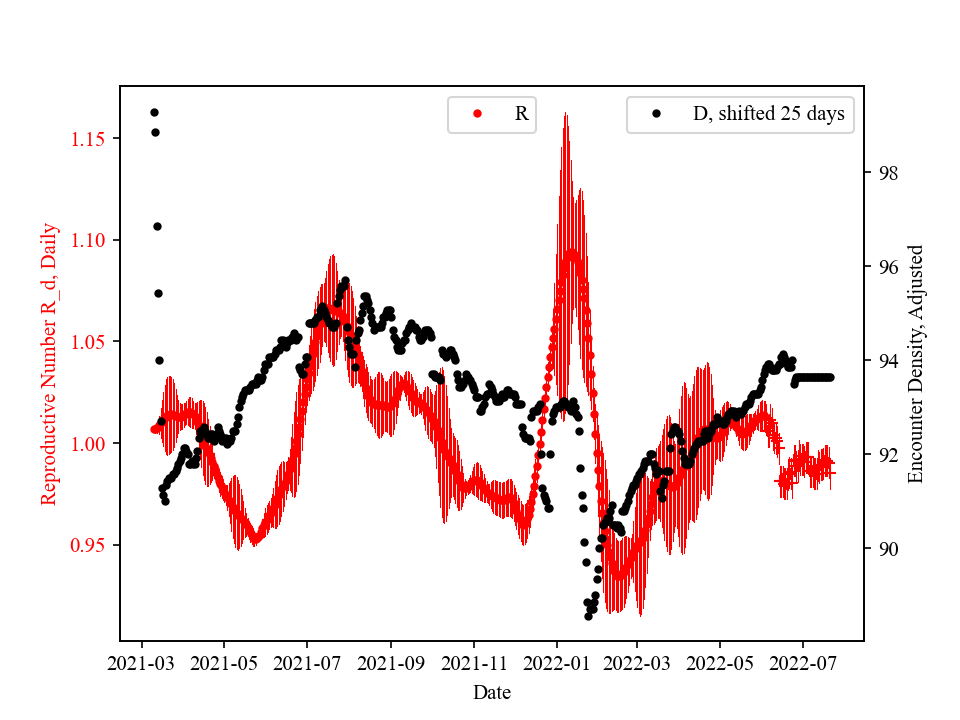 R
D, shifted 25 days
Reproductive Number R_d, Daily
1.15
1.10
1.05
1.00
0.95
98
96
94
92
90
Encounter Density, Adjusted
2021-03 2021-05 2021-07 2021-09 2021-11 2022-01 2022-03 2022-05 2022-07
Date